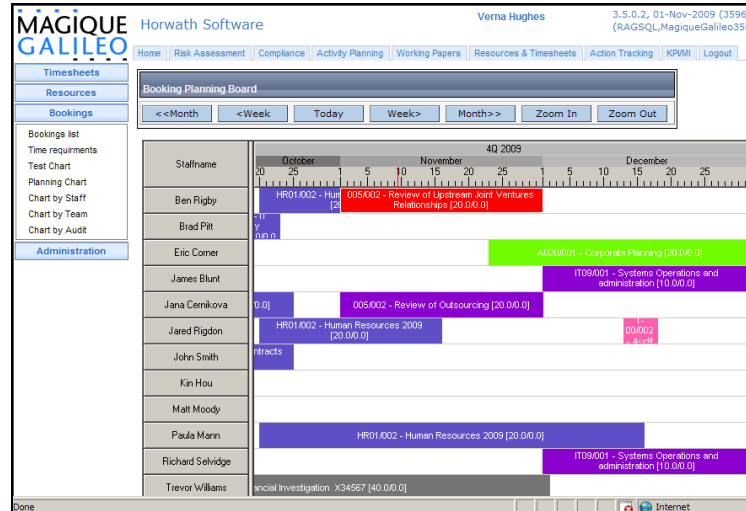 MAGIQUE
GALILEO
Horwath Software
Verna Hughes
3.5.0.2, 01-Nov-2009 (3596
(RAGSQL,MagiqueGalileo35
Home Risk Assessment Compliance Activity Planning Working Papers Resources & Timesheets Action Tracking KPI/MI Logout
Timesheets
Resources
Bookings
Bookings list
Time requirments
Test Chart
Planning Chart
Chart by Staff
Chart by Team
Chart by Audit
Administration
Booking Planning Board
<<Month <Week Today Week> Month>> Zoom In Zoom Out
Staffname
4Q 2009
October November December
20 25 1 5 10 15 20 25 1 5 10 15 20 25
Ben Rigby
HR01/002 - Hum
[20
005/002 - Review of Upstream Joint Ventures
Relationships [20.0/0.0]
Brad Pitt
- IT
y
0/0.0
Eric Corner
A020/001 - Corporate Planning [20.0/0.0]
James Blunt
IT09/001 - Systems Operations and
administration [10.0/0.0]
Jana Cernikova
0.0]
005/002 - Review of Outsourcing [20.0/0.0]
Jared Rigdon
HR01/002 - Human Resources 2009
[20.0/0.0]
00/002
- Audit
John Smith
ntracts
Kin Hou
Matt Moody
Paula Mann
HR01/002 - Human Resources 2009 [20.0/0.0]
Richard Selvidge
IT09/001 - Systems Operations and
administration [10.0/0.0]
Trevor Williams
ancial Investigation X34567 [40.0/0.0]
Done
Internet